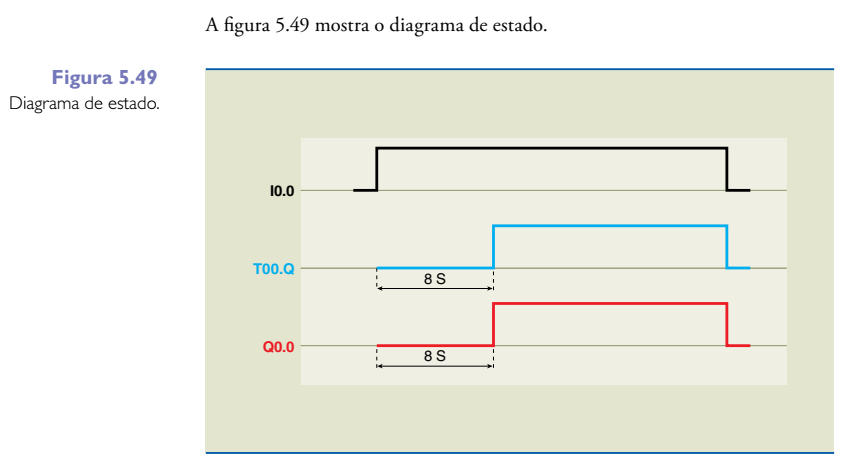 A figura 5.49 mostra o diagrama de estado.
Figura 5.49
Diagrama de estado.
I0.0
T00.Q
8 S
Q0.0
8 S